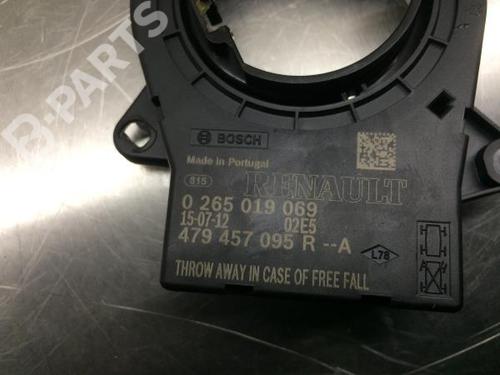 B-PARTS
BOSCH
Made in Portugal
815
RENAULT
0 265 019 069
15-07-12 02E5
479 457 095 R --A
L78
THROW AWAY IN CASE OF FREE FALL